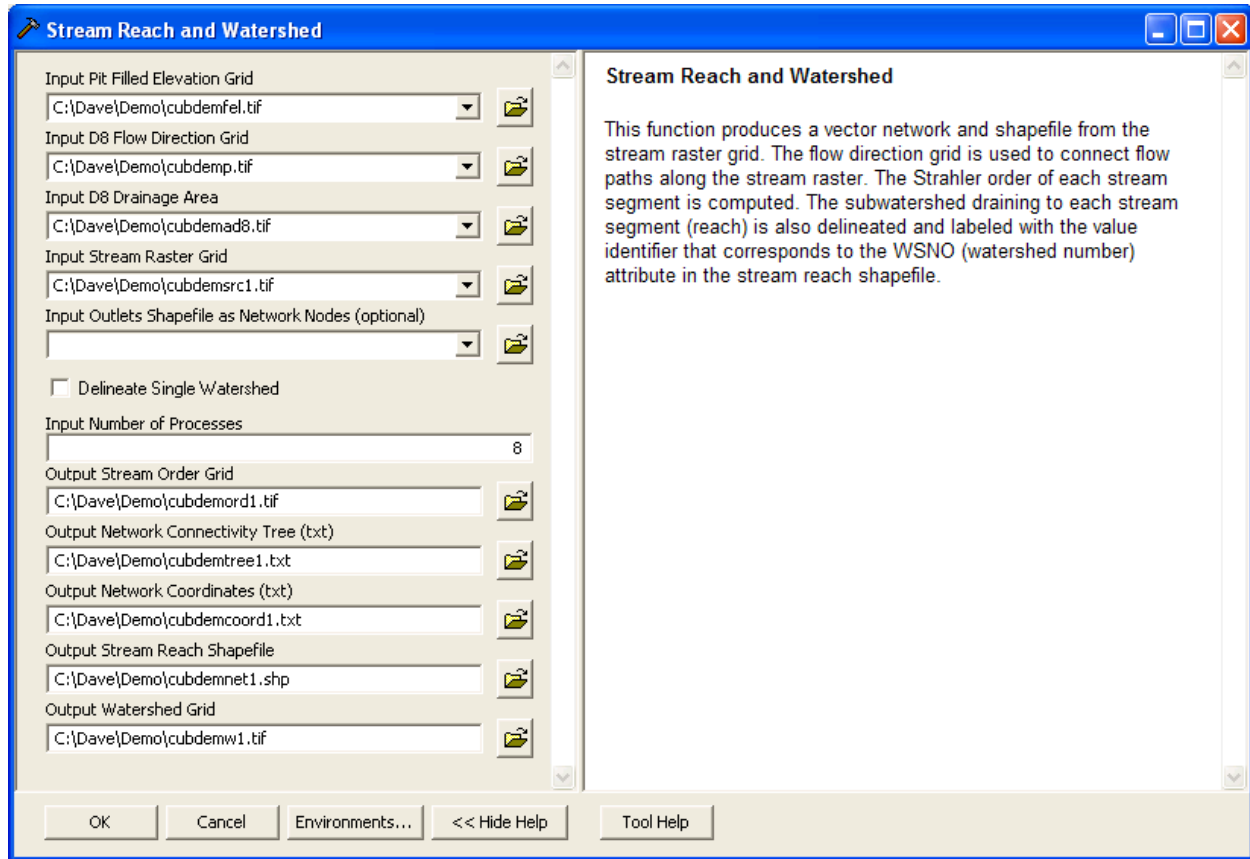 Stream Reach and Watershed
Input Pit Filled Elevation Grid
C:\Dave\Demo\cubdemfel.tif
Input D8 Flow Direction Grid
C:\Dave\Demo\cubdemp.tif
Input D8 Drainage Area
C:\Dave\Demo\cubdemad8.tif
Input Stream Raster Grid
C:\Dave\Demo\cubdemsrc1.tif
Input Outlets Shapefile as Network Nodes (optional)
Delineate Single Watershed
Input Number of Processes
8
Output Stream Order Grid
C:\Dave\Demo\cubdemord1.tif
Output Network Connectivity Tree (txt)
C:\Dave\Demo\cubdemtree1.txt
Output Network Coordinates (txt)
C:\Dave\Demo\cubdemcoord1.txt
Output Stream Reach Shapefile
C:\Dave\Demo\cubdemnet1.shp
Output Watershed Grid
C:\Dave\Demo\cubdemw1.tif
Stream Reach and Watershed
This function produces a vector network and shapefile from the
stream raster grid. The flow direction grid is used to connect flow
paths along the stream raster. The Strahler order of each stream
segment is computed. The subwatershed draining to each stream
segment (reach) is also delineated and labeled with the value
identifier that corresponds to the WSNO (watershed number)
attribute in the stream reach shapefile.
OK
Cancel
Environments...
<< Hide Help
Tool Help